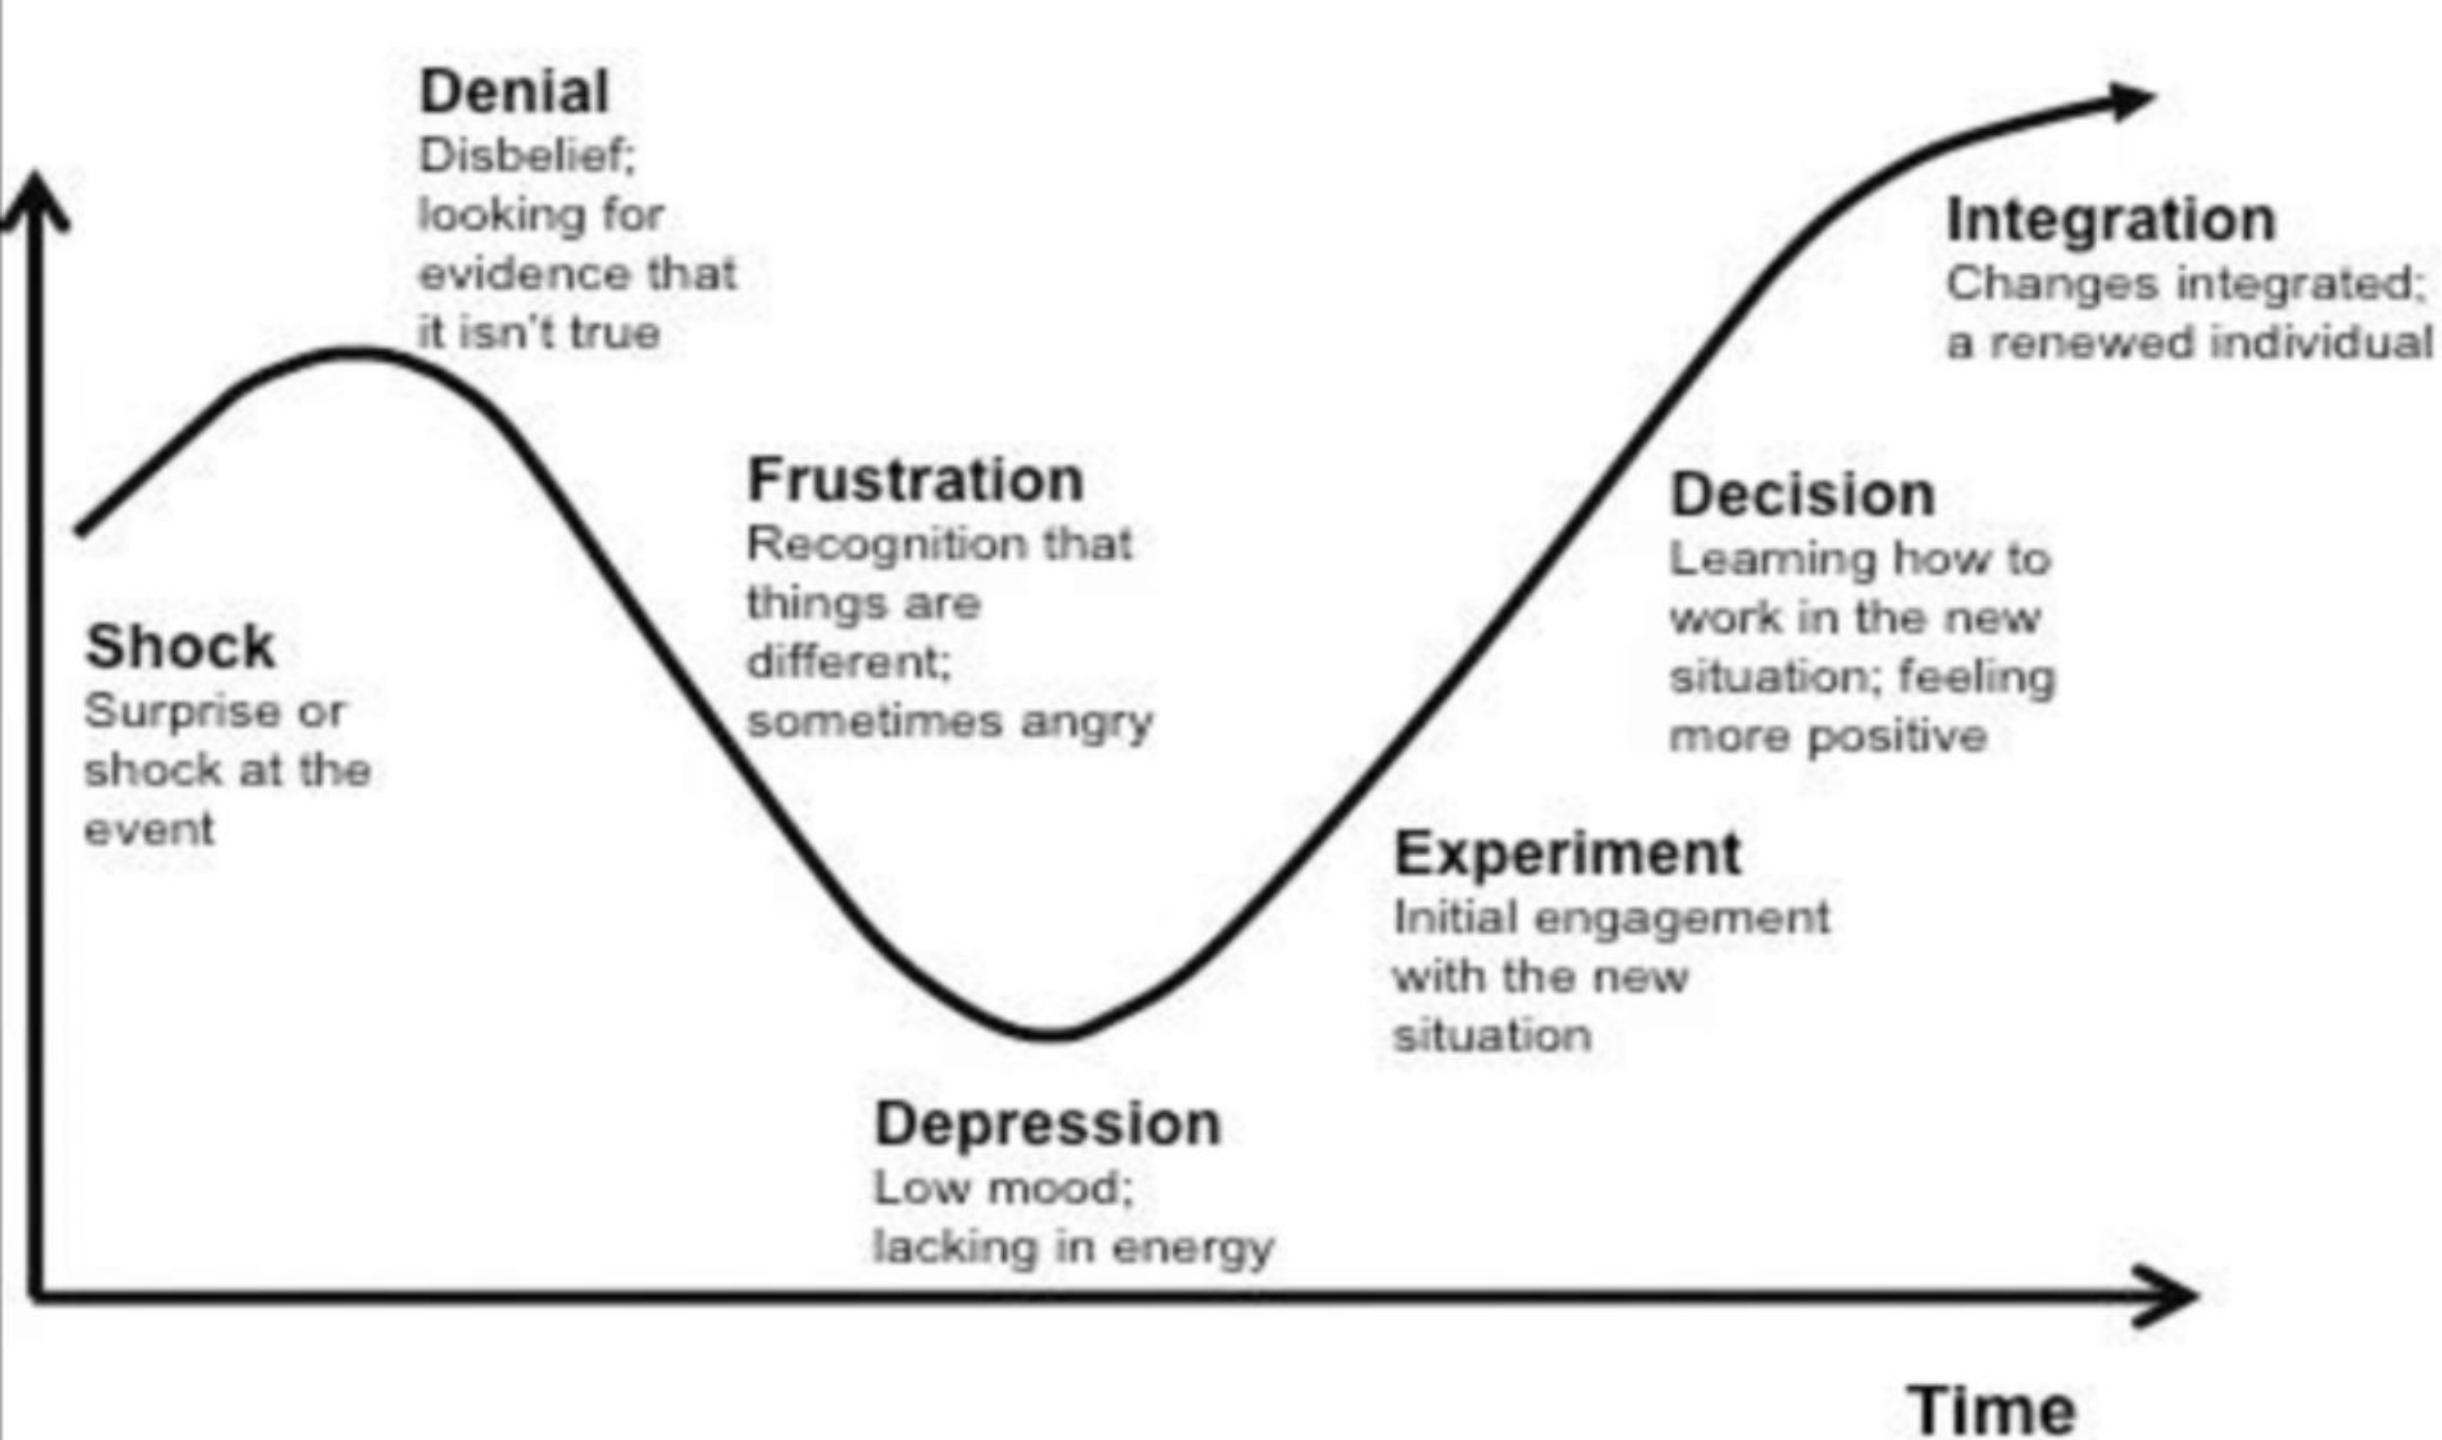 Denial
Disbelief;
looking for
evidence that
it isn't true
Shock
Surprise or
shock at the
event
Frustration
Recognition that
things are
different;
sometimes angry
Depression
Low mood;
lacking in energy
Experiment
Initial engagement
with the new
situation
Decision
Learning how to
work in the new
situation; feeling
more positive
Integration
Changes integrated;
a renewed individual
Time